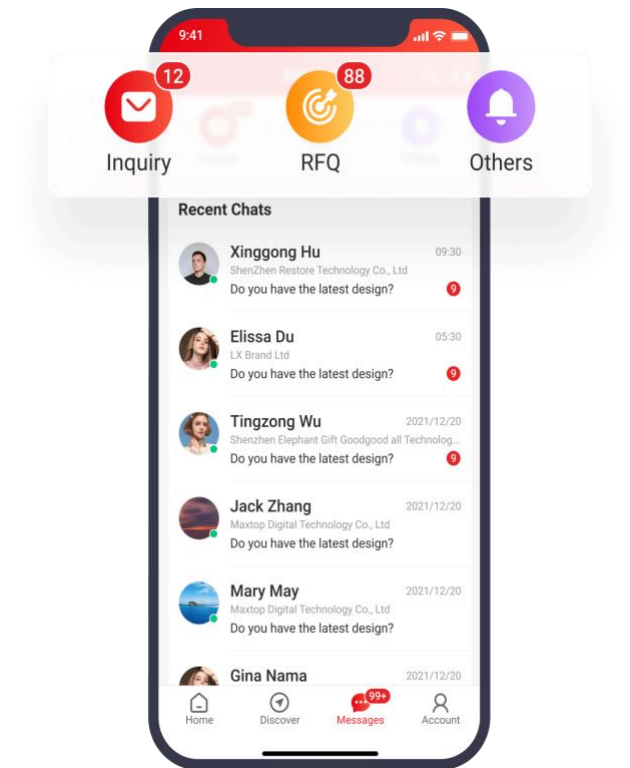 9:41
12
88
Inquiry
RFQ
Others
Recent Chats
Xinggong Hu
09:30
ShenZhen Restore Technology Co., Ltd
Do you have the latest design?
9
Elissa Du
05:30
LX Brand Ltd
Do you have the latest design?
9
Tingzong Wu
2021/12/20
Shenzhen Elephant Gift Goodgood all Technolog...
Do you have the latest design?
9
Jack Zhang
2021/12/20
Maxtop Digital Technology Co., Ltd
Do you have the latest design?
Mary May
2021/12/20
Maxtop Digital Technology Co., Ltd
Do you have the latest design?
Gina Nama
2021/12/20
99+
Home
Discover
Messages
Account